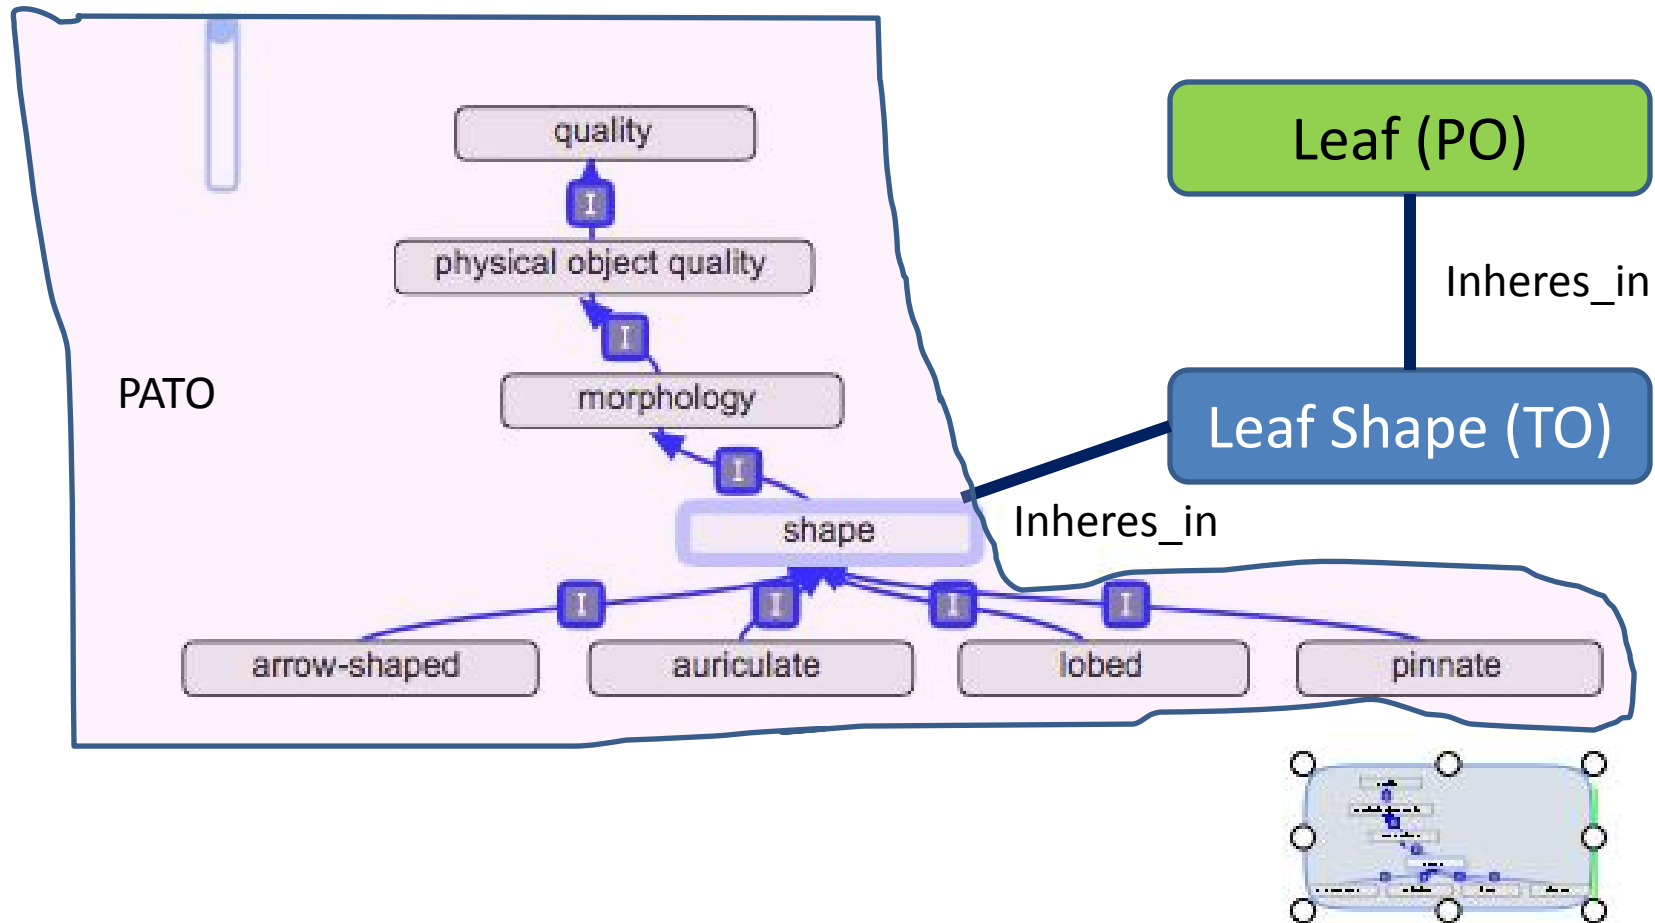 quality
I
physical object quality
I
PATO
morphology
I
shape
I
I
I
I
arrow-shaped
auriculate
lobed
pinnate
Leaf (PO)
Inheres_in
Leaf Shape (TO)
Inheres_in